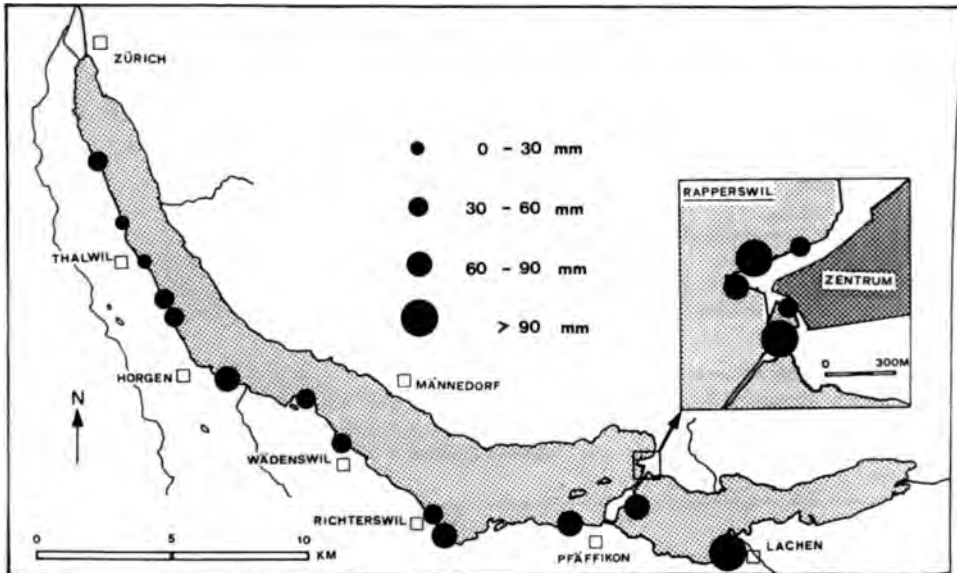 ZÜRICH
0 – 30 mm
30 – 60 mm
RAPPERSWIL
THALWIL
60 – 90 mm
ZENTRUM
> 90 mm
0 300M
HORGEN
MÄNNEDORF
N
WÄDENSWIL
RICHTERSWIL
PFÄFFIKON
LACHEN
0 5 10
KM